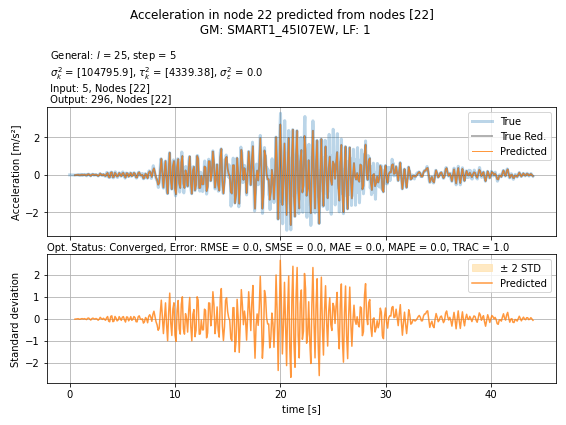 Acceleration in node 22 predicted from nodes [22]
GM: SMART1_45I07EW, LF: 1
General: l = 25, step = 5
σ²ₖ = [104795.9], τ²ₖ = [4339.38], σ²ε = 0.0
Input: 5, Nodes [22]
Output: 296, Nodes [22]
Acceleration [m/s²]
2
0
−2
True
True Red.
Predicted
Opt. Status: Converged, Error: RMSE = 0.0, SMSE = 0.0, MAE = 0.0, MAPE = 0.0, TRAC = 1.0
Standard deviation
2
1
0
−1
−2
± 2 STD
Predicted
0 10 20 30 40
time [s]